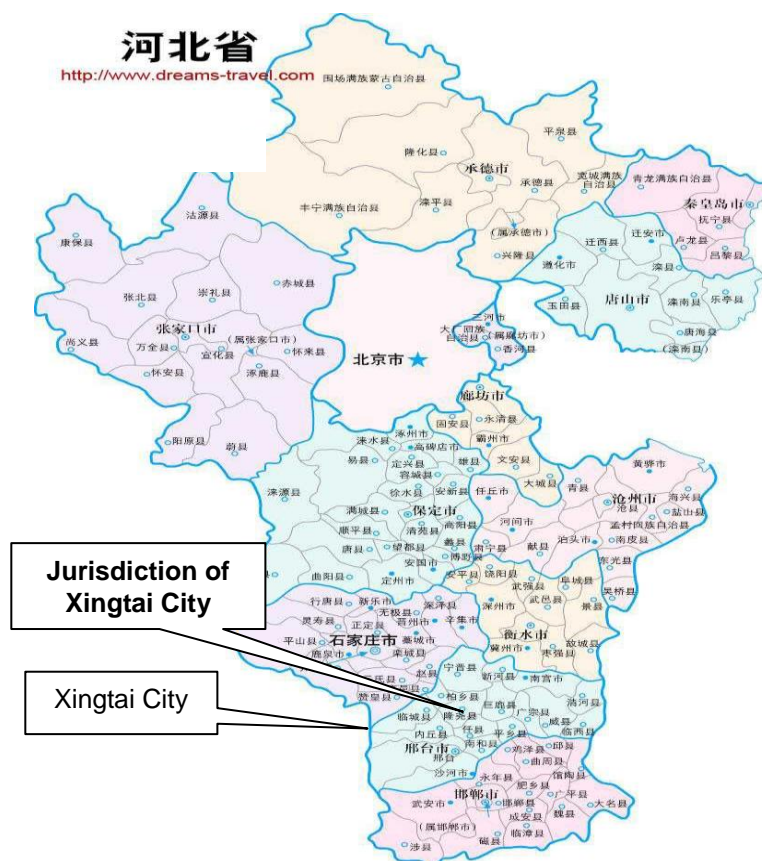 河北省
http://www.dreams-travel.com
围场满族蒙古自治县
平泉县
隆化县
承德市
承德县
宽城满族
自治县
丰宁满族自治县
滦平县
(属承德市)
兴隆县
青龙满族自治县
秦皇岛市
抚宁县
卢龙县
昌黎县
迁西县
迁安市
遵化市
滦县
玉田县
唐山市
滦南县
乐亭县
唐海县
(滦南县)
沽源县
康保县
赤城县
崇礼县
张北县
张家口市
(属张家口市)
尚义县
万全县
宣化县
怀来县
怀安县
涿鹿县
阳原县
蔚县
三河市
大厂回族
自治县
(属廊坊市)
香河县
北京市
廊坊市
固安县
永清县
霸州市
文安县
大城县
涿州市
涞水县
高碑店市
易县
定兴县
雄县
容城县
涞源县
徐水县
安新县
满城县
保定市
高阳县
顺平县
清苑县
唐县
望都县
蠡县
博野县
安国市
曲阳县
定州市
任丘市
青县
黄骅市
沧州市
沧县
海兴县
盐山县
河间市
孟村回族自治县
泊头市
南皮县
肃宁县
献县
东光县
吴桥县
安平县
饶阳县
武强县
阜城县
深州市
武邑县
景县
衡水市
冀州市
枣强县
故城县
Jurisdiction of
Xingtai City
行唐县
新乐市
深泽县
灵寿县
无极县
正定县
晋州市
辛集市
平山县
石家庄市
藁城市
鹿泉市
栾城县
赵县
赞皇县
Xingtai City
宁晋县
新河县
南宫市
柏乡县
清河县
临城县
隆尧县
巨鹿县
广宗县
威县
内丘县
任县
平乡县
临西县
邢台市
南和县
邢台
沙河市
鸡泽县
邱县
曲周县
永年县
馆陶县
肥乡县
邯郸市
武安市
邯郸县
广平县
大名县
成安县
魏县
(属邯郸市)
临漳县
磁县
涉县